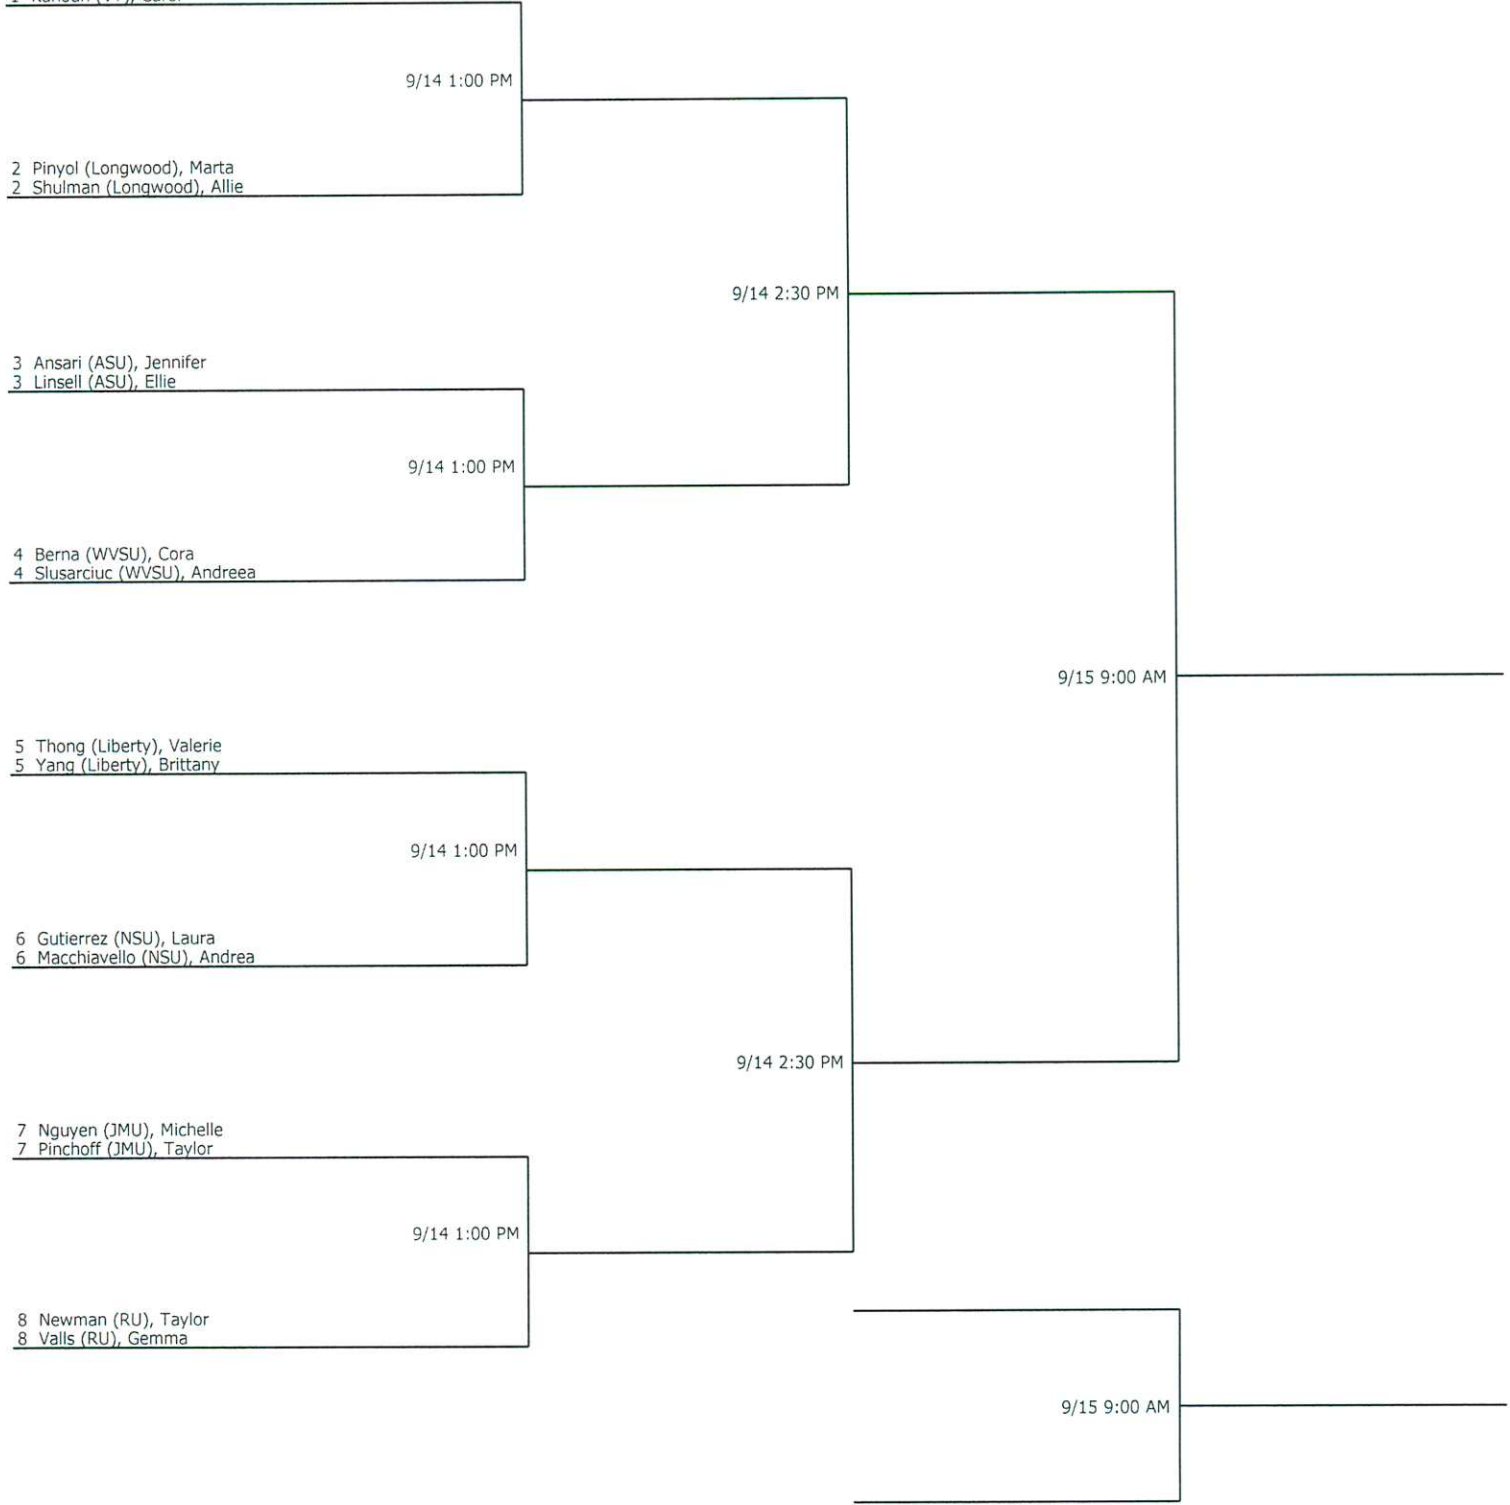 9/14 1:00 PM
2 Pinyol (Longwood), Marta
2 Shulman (Longwood), Allie
9/14 2:30 PM
3 Ansari (ASU), Jennifer
3 Linsell (ASU), Ellie
9/14 1:00 PM
4 Berna (WVSU), Cora
4 Slusarciuc (WVSU), Andreea
9/15 9:00 AM
5 Thong (Liberty), Valerie
5 Yang (Liberty), Brittany
9/14 1:00 PM
6 Gutierrez (NSU), Laura
6 Macchiavello (NSU), Andrea
9/14 2:30 PM
7 Nguyen (JMU), Michelle
7 Pinchoff (JMU), Taylor
9/14 1:00 PM
8 Newman (RU), Taylor
8 Valls (RU), Gemma
9/15 9:00 AM